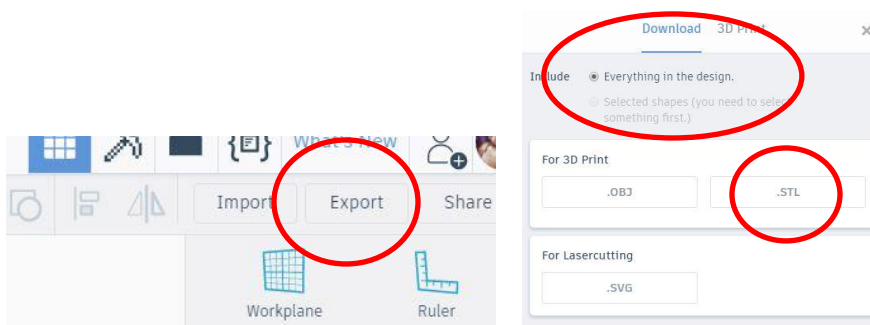 What's New
Import
Export
Share
Workplane
Ruler
Download
3D Print
Include
Everything in the design.
Selected shapes (you need to select
something first.)
For 3D Print
.OBJ
.STL
For Lasercutting
.SVG